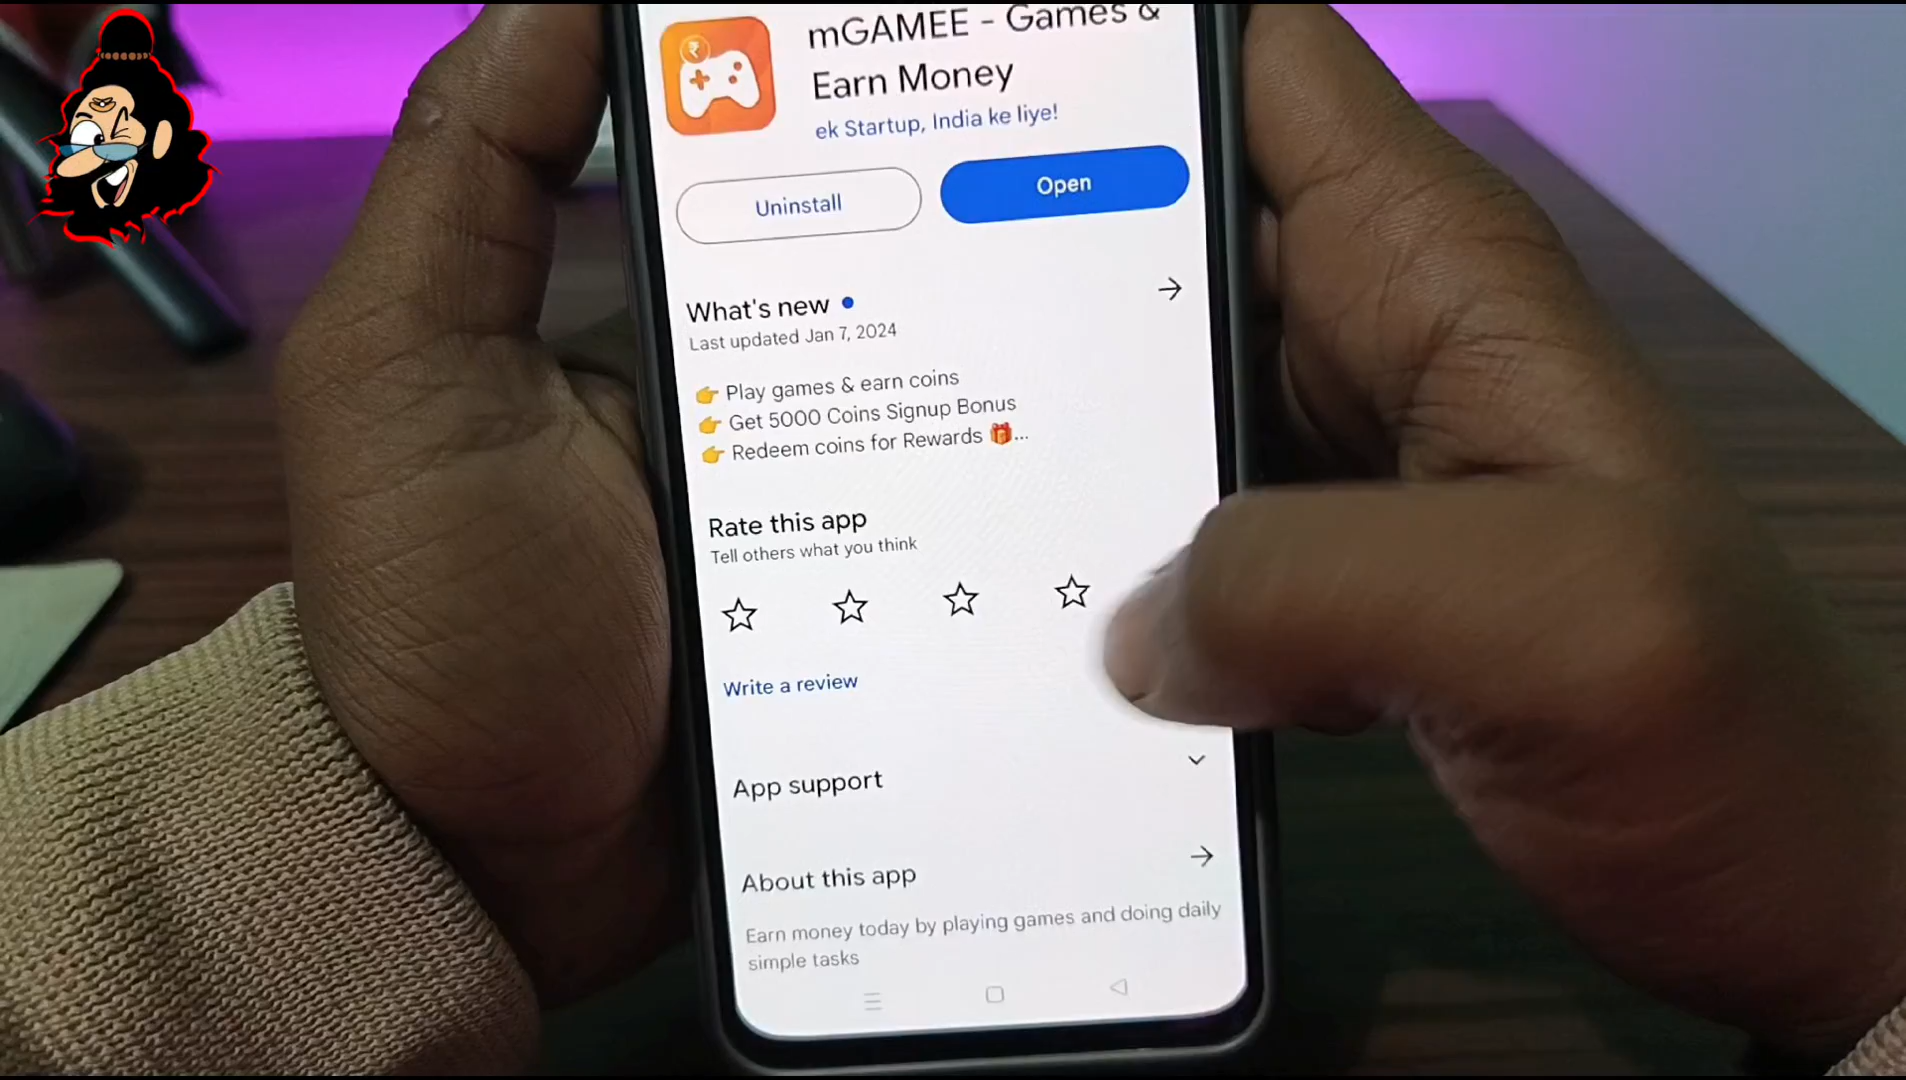 mGAMEE - Games &
Earn Money
ek Startup, India ke liye!
Uninstall
Open
What's new
Last updated Jan 7, 2024
👉 Play games & earn coins
👉 Get 5000 Coins Signup Bonus
👉 Redeem coins for Rewards 🎁...
Rate this app
Tell others what you think
Write a review
App support
About this app
Earn money today by playing games and doing daily
simple tasks